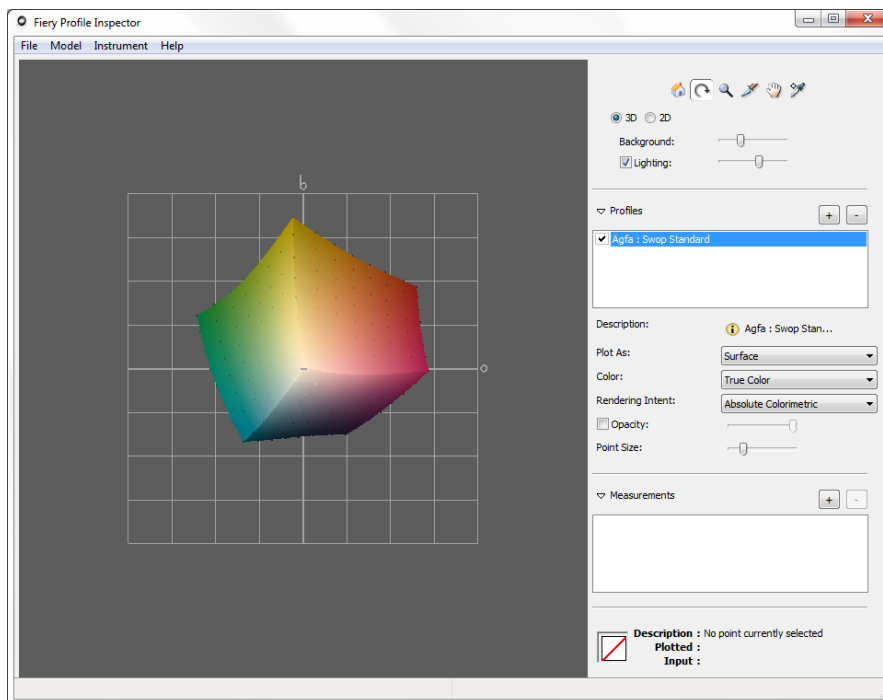 Fiery Profile Inspector
File Model Instrument Help
3D 2D
Background:
Lighting:
Profiles
+ -
Agfa : Swop Standard
Description: Agfa : Swop Stan...
Plot As: Surface
Color: True Color
Rendering Intent: Absolute Colorimetric
Opacity:
Point Size:
Measurements
+ -
Description : No point currently selected
Plotted :
Input :
b
a